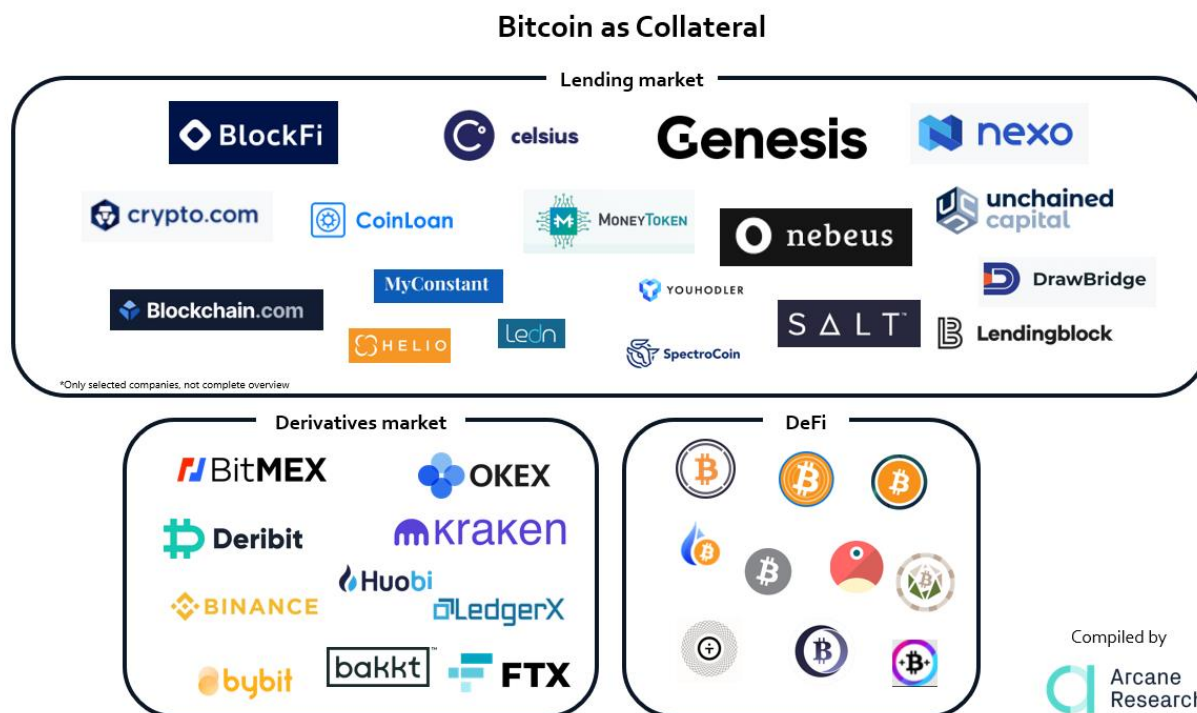 Bitcoin as Collateral
Lending market
BlockFi
celsius
Genesis
nexo
crypto.com
CoinLoan
MONEYTOKEN
nebeus
unchained
capital
Blockchain.com
MyConstant
YOUHODLER
DrawBridge
HELIO
Ledn
SpectroCoin
SALT™
Lendingblock
*Only selected companies, not complete overview
Derivatives market
BitMEX
OKEX
Deribit
kraken
Huobi
BINANCE
LedgerX
bybit
bakkt™
FTX
DeFi
Compiled by
Arcane
Research